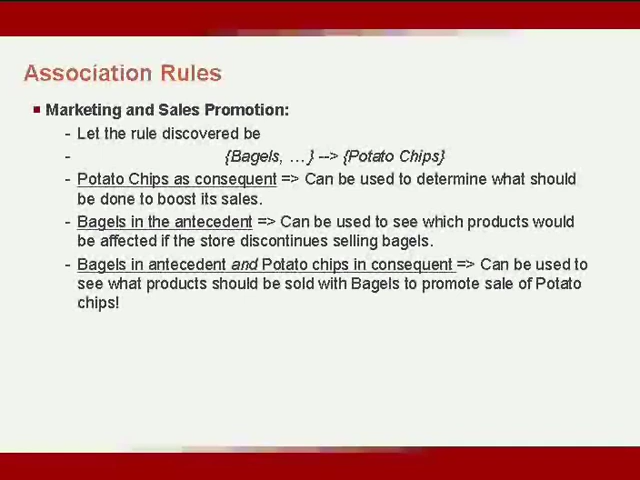 Association Rules
Marketing and Sales Promotion:
- Let the rule discovered be
- {Bagels, …} --> {Potato Chips}
- Potato Chips as consequent => Can be used to determine what should
be done to boost its sales.
- Bagels in the antecedent => Can be used to see which products would
be affected if the store discontinues selling bagels.
- Bagels in antecedent and Potato chips in consequent => Can be used to
see what products should be sold with Bagels to promote sale of Potato
chips!